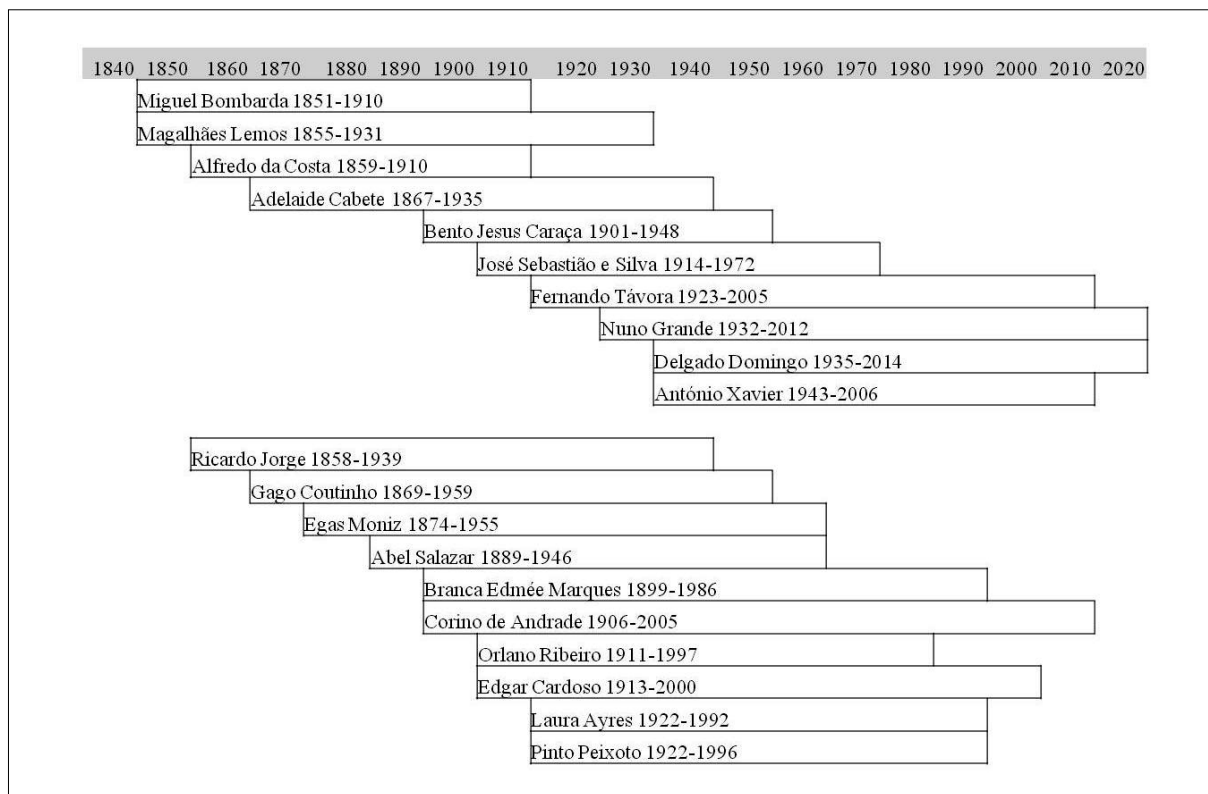 1840 1850 1860 1870 1880 1890 1900 1910 1920 1930 1940 1950 1960 1970 1980 1990 2000 2010 2020
Miguel Bombarda 1851-1910
Magalhães Lemos 1855-1931
Alfredo da Costa 1859-1910
Adelaide Cabete 1867-1935
Bento Jesus Caraça 1901-1948
José Sebastião e Silva 1914-1972
Fernando Távora 1923-2005
Nuno Grande 1932-2012
Delgado Domingo 1935-2014
António Xavier 1943-2006
Ricardo Jorge 1858-1939
Gago Coutinho 1869-1959
Egas Moniz 1874-1955
Abel Salazar 1889-1946
Branca Edmée Marques 1899-1986
Corino de Andrade 1906-2005
Orlano Ribeiro 1911-1997
Edgar Cardoso 1913-2000
Laura Ayres 1922-1992
Pinto Peixoto 1922-1996